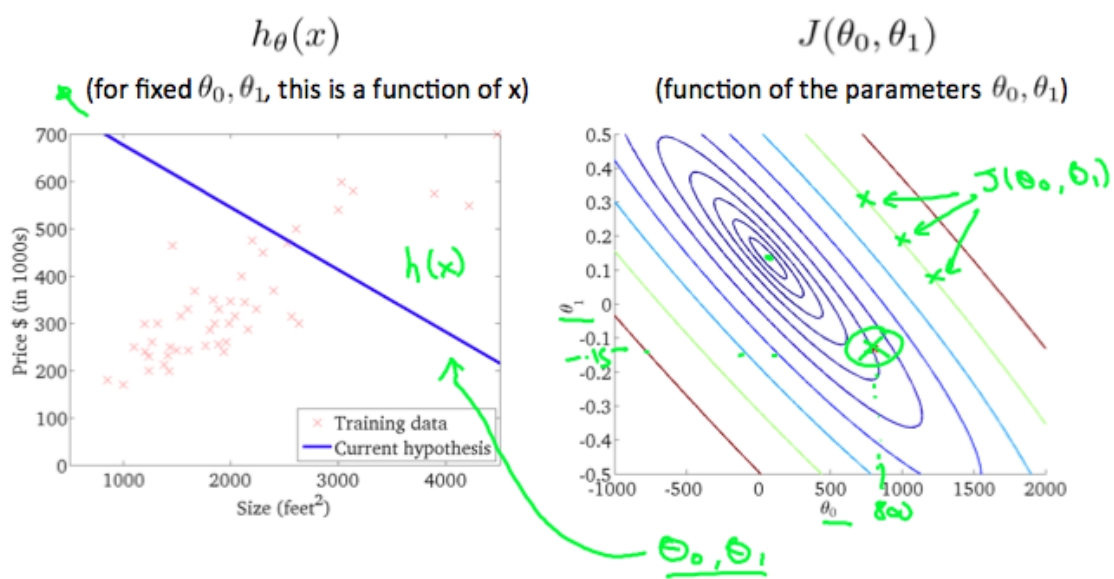 hθ(x)
(for fixed θ₀, θ₁, this is a function of x)
700
600
500
400
300
200
100
0
Price $ (in 1000s)
h(x)
Training data
Current hypothesis
1000 2000 3000 4000
Size (feet²)
J(θ₀, θ₁)
(function of the parameters θ₀, θ₁)
0.5
0.4
0.3
0.2
0.1
0
-0.1
-0.2
-0.3
-0.4
-0.5
θ₁
-.15
J(θ₀, θ₁)
-1000 -500 0 500 1000 1500 2000
θ₀
800
θ₀, θ₁